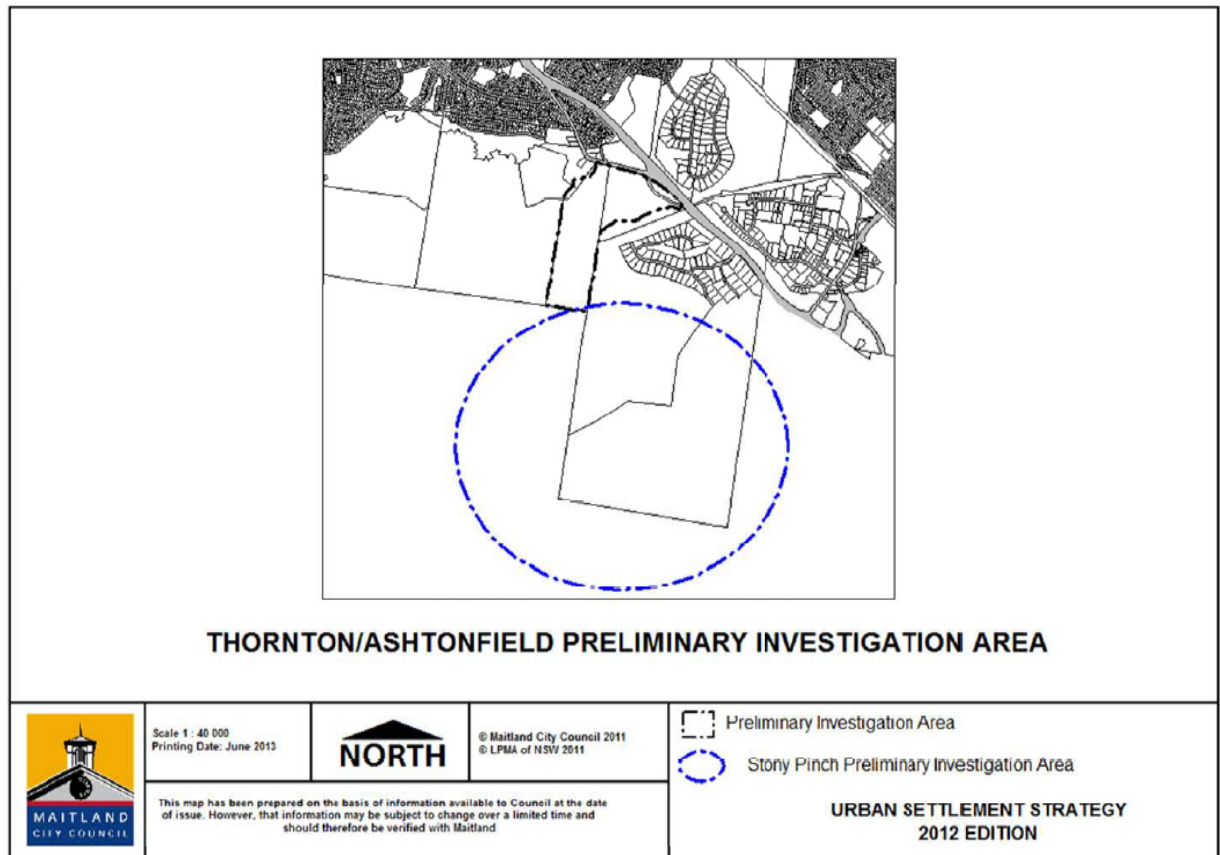 THORNTON/ASHTONFIELD PRELIMINARY INVESTIGATION AREA
MAITLAND
CITY COUNCIL
Scale 1 : 40 000
Printing Date: June 2013
NORTH
© Maitland City Council 2011
© LPMA of NSW 2011
This map has been prepared on the basis of information available to Council at the date
of issue. However, that information may be subject to change over a limited time and
should therefore be verified with Maitland
Preliminary Investigation Area
Stony Pinch Preliminary Investigation Area
URBAN SETTLEMENT STRATEGY
2012 EDITION